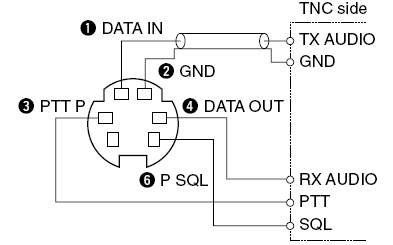 TNC side
❶ DATA IN
TX AUDIO
❷ GND
GND
❸ PTT P
❹ DATA OUT
❻ P SQL
RX AUDIO
PTT
SQL